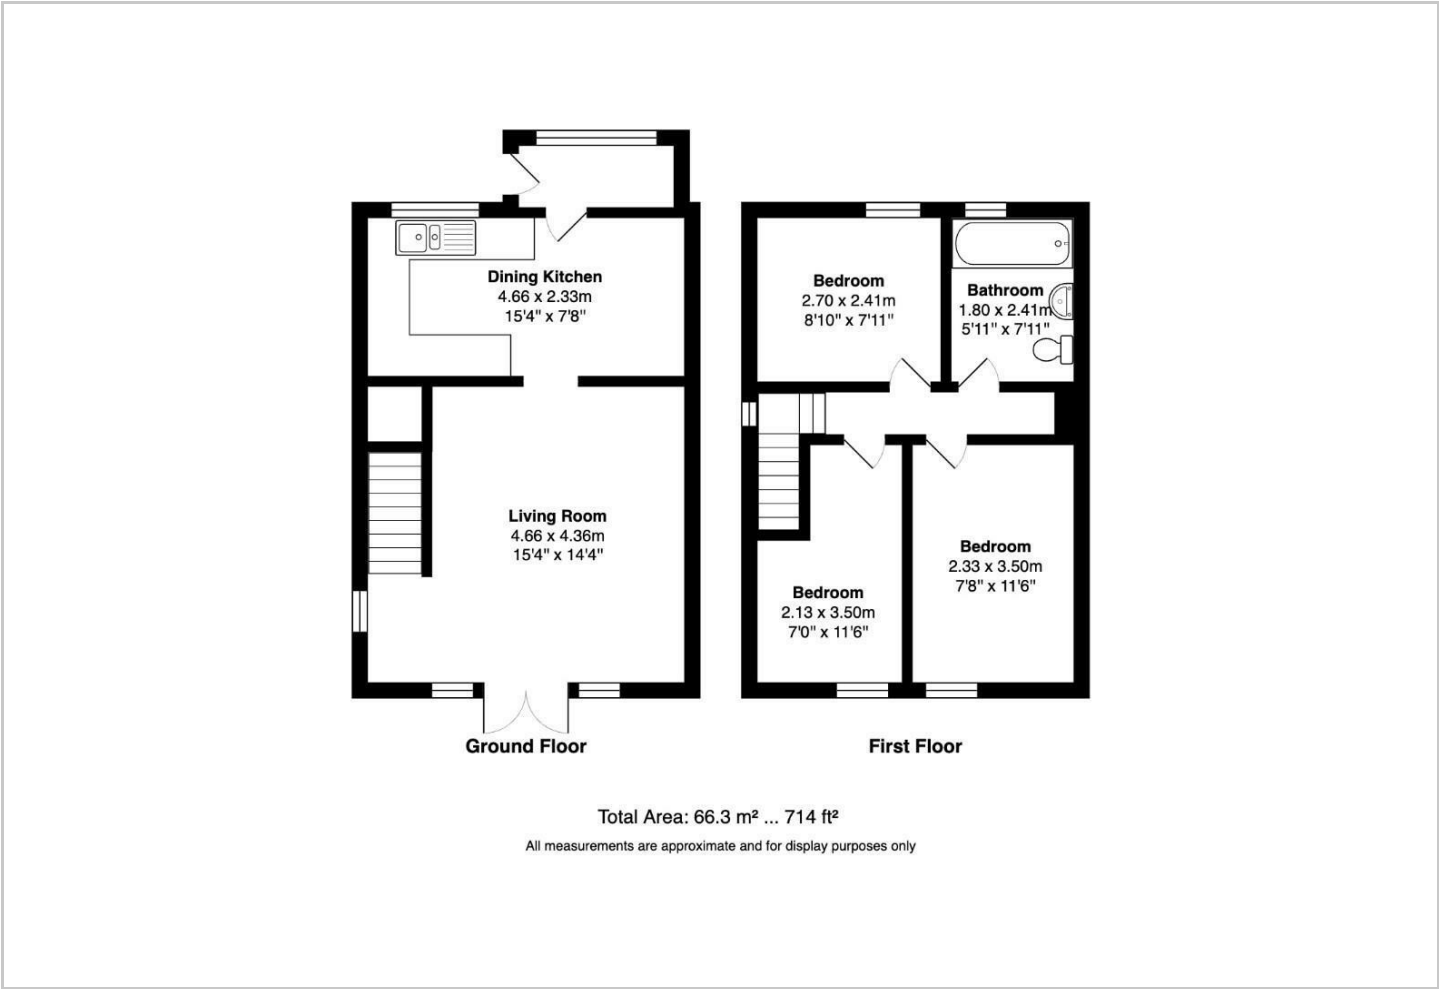 Dining Kitchen
4.66 x 2.33m
15'4" x 7'8"
Living Room
4.66 x 4.36m
15'4" x 14'4"
Ground Floor
Bedroom
2.70 x 2.41m
8'10" x 7'11"
Bathroom
1.80 x 2.41m
5'11" x 7'11"
Bedroom
2.13 x 3.50m
7'0" x 11'6"
Bedroom
2.33 x 3.50m
7'8" x 11'6"
First Floor
Total Area: 66.3 m² ... 714 ft²
All measurements are approximate and for display purposes only